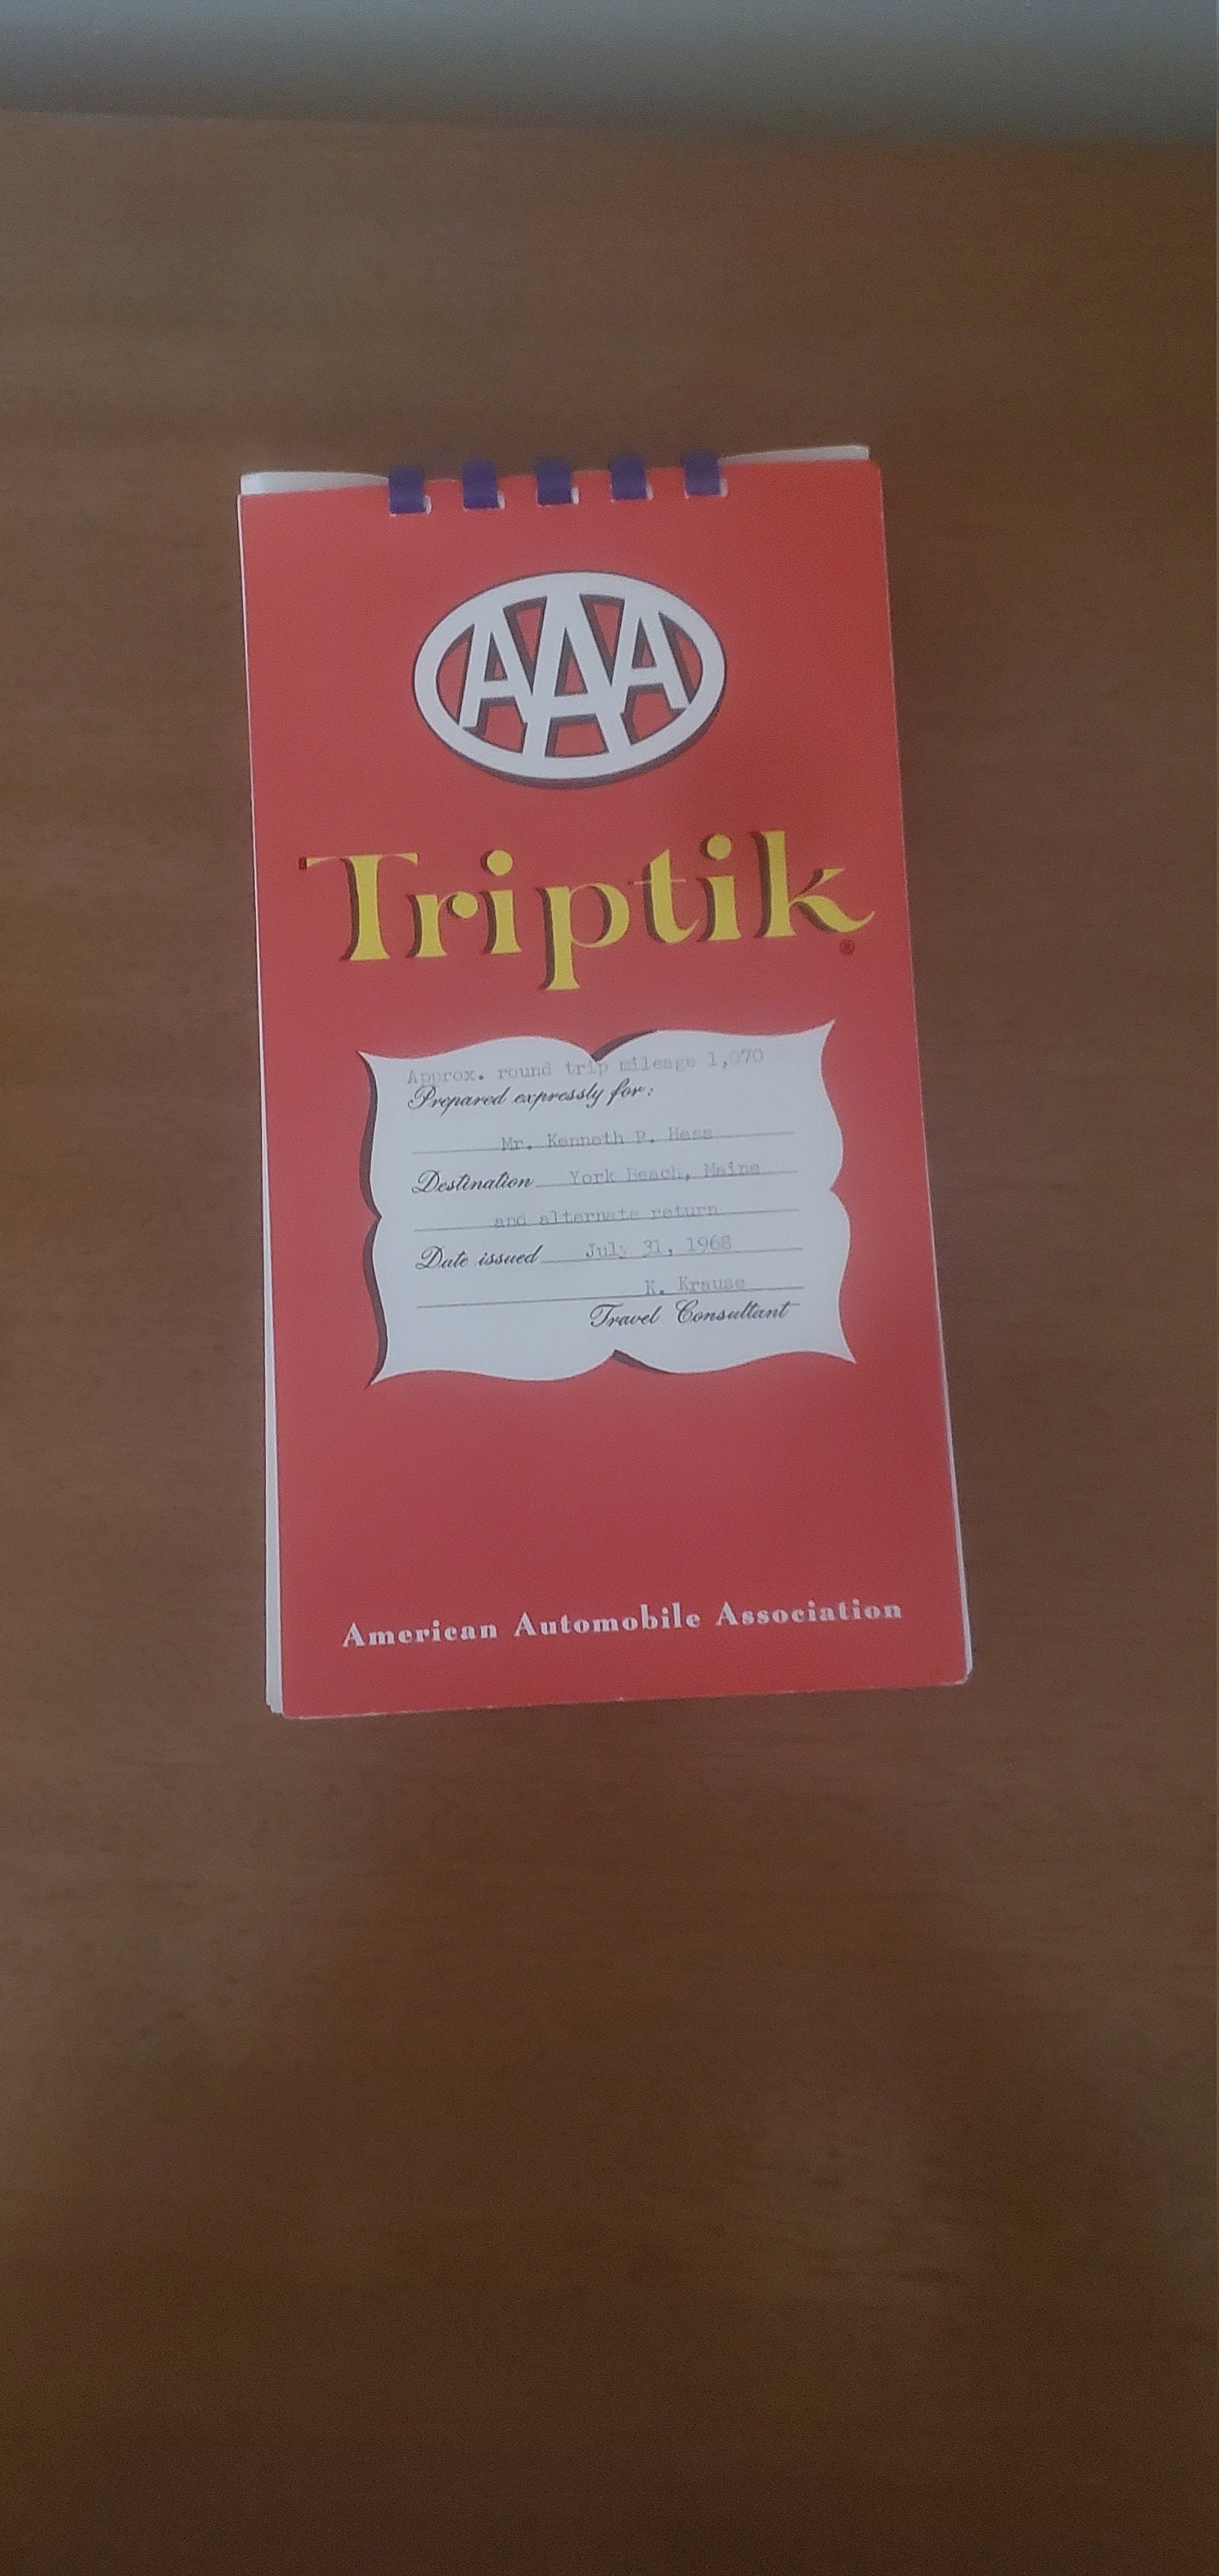 AAA
Triptik®
Approx. round trip mileage 1,070
Prepared expressly for:
Mr. Kenneth P. Hess
Destination York Beach, Maine
and alternate return
Date issued July 31, 1968
K. Krause
Travel Consultant
American Automobile Association